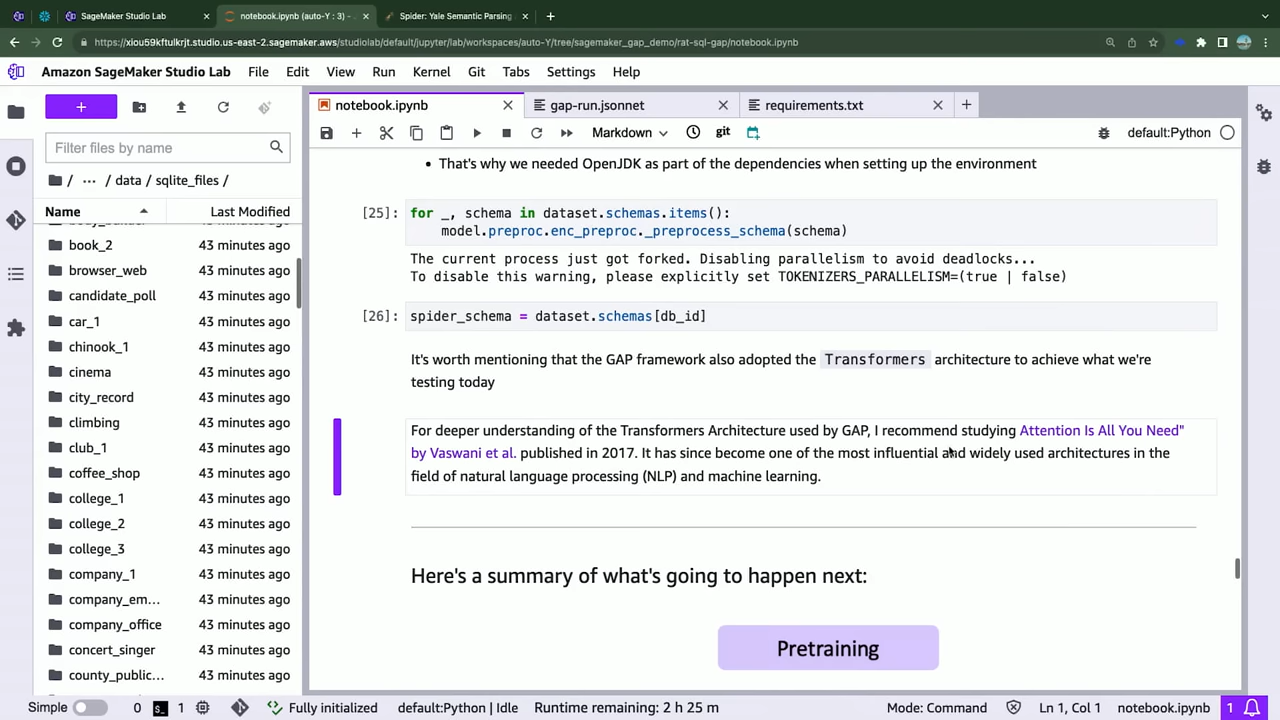 SageMaker Studio Lab
notebook.ipynb (auto-Y : 3) -
Spider: Yale Semantic Parsing
https://xiou59kftulkrjt.studio.us-east-2.sagemaker.aws/studiolab/default/jupyter/lab/workspaces/auto-Y/tree/sagemaker_gap_demo/rat-sql-gap/notebook.ipynb
Amazon SageMaker Studio Lab File Edit View Run Kernel Git Tabs Settings Help
notebook.ipynb
gap-run.jsonnet
requirements.txt
Markdown
git
default:Python
Filter files by name
/ ··· / data / sqlite_files /
Name Last Modified
book_2 43 minutes ago
browser_web 43 minutes ago
candidate_poll 43 minutes ago
car_1 43 minutes ago
chinook_1 43 minutes ago
cinema 43 minutes ago
city_record 43 minutes ago
climbing 43 minutes ago
club_1 43 minutes ago
coffee_shop 43 minutes ago
college_1 43 minutes ago
college_2 43 minutes ago
college_3 43 minutes ago
company_1 43 minutes ago
company_em... 43 minutes ago
company_office 43 minutes ago
concert_singer 43 minutes ago
county_public... 43 minutes ago
• That's why we needed OpenJDK as part of the dependencies when setting up the environment
[25]: for _, schema in dataset.schemas.items():
model.preproc.enc_preproc._preprocess_schema(schema)
The current process just got forked. Disabling parallelism to avoid deadlocks...
To disable this warning, please explicitly set TOKENIZERS_PARALLELISM=(true | false)
[26]: spider_schema = dataset.schemas[db_id]
It's worth mentioning that the GAP framework also adopted the Transformers architecture to achieve what we're
testing today
For deeper understanding of the Transformers Architecture used by GAP, I recommend studying Attention Is All You Need"
by Vaswani et al. published in 2017. It has since become one of the most influential and widely used architectures in the
field of natural language processing (NLP) and machine learning.
Here's a summary of what's going to happen next:
Pretraining
Simple 0 1 Fully initialized default:Python | Idle Runtime remaining: 2 h 25 m Mode: Command Ln 1, Col 1 notebook.ipynb 1